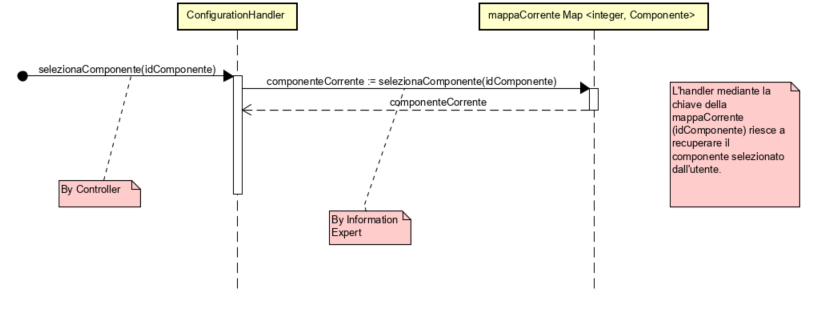 ConfigurationHandler
mappaCorrente Map <integer, Componente>
selezionaComponente(idComponente)
componenteCorrente := selezionaComponente(idComponente)
componenteCorrente
L'handler mediante la
chiave della
mappaCorrente
(idComponente) riesce a
recuperare il
componente selezionato
dall'utente.
By Controller
By Information
Expert